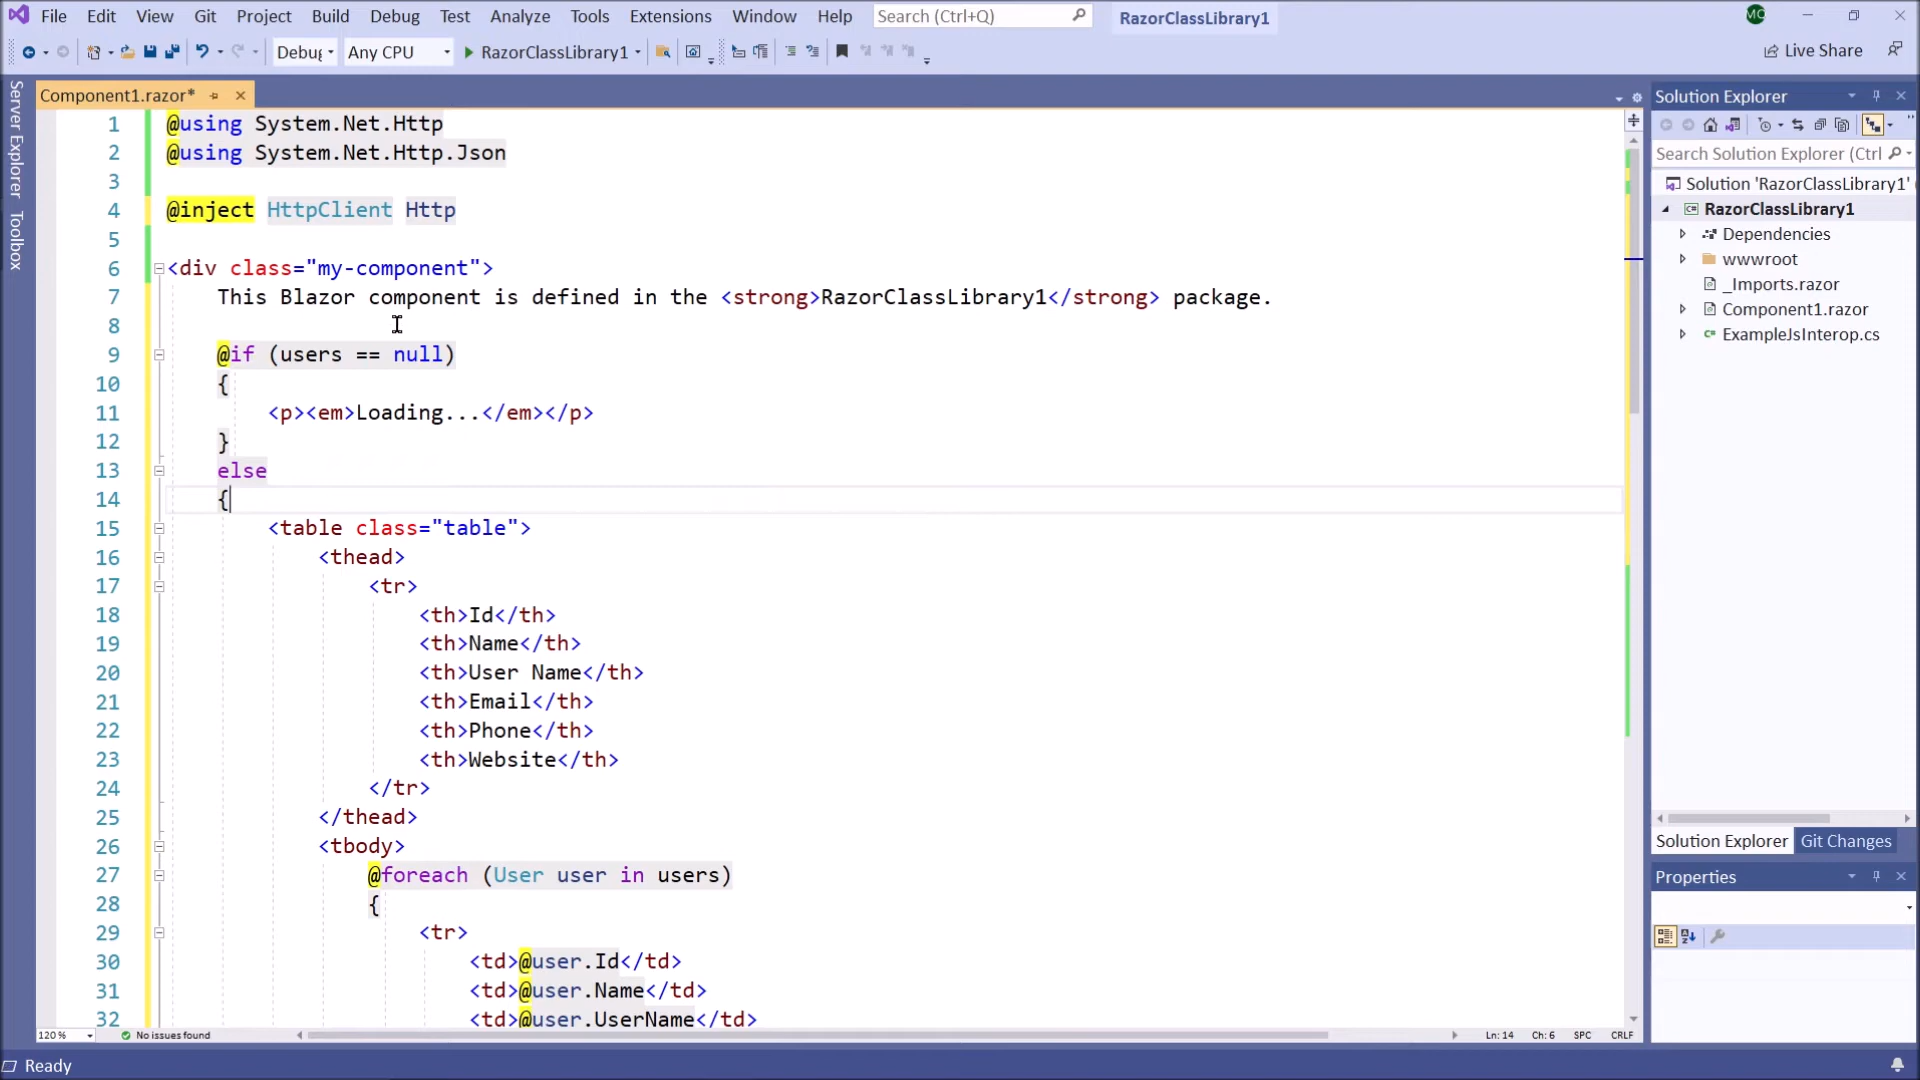 File Edit View Git Project Build Debug Test Analyze Tools Extensions Window Help Search (Ctrl+Q) RazorClassLibrary1 MC
Debug Any CPU RazorClassLibrary1 Live Share
Server Explorer
Toolbox
Component1.razor*
1 @using System.Net.Http
2 @using System.Net.Http.Json
3
4 @inject HttpClient Http
5
6 <div class="my-component">
7 This Blazor component is defined in the <strong>RazorClassLibrary1</strong> package.
8
9 @if (users == null)
10 {
11 <p><em>Loading...</em></p>
12 }
13 else
14 {
15 <table class="table">
16 <thead>
17 <tr>
18 <th>Id</th>
19 <th>Name</th>
20 <th>User Name</th>
21 <th>Email</th>
22 <th>Phone</th>
23 <th>Website</th>
24 </tr>
25 </thead>
26 <tbody>
27 @foreach (User user in users)
28 {
29 <tr>
30 <td>@user.Id</td>
31 <td>@user.Name</td>
32 <td>@user.UserName</td>
120 % No issues found Ln: 14 Ch: 6 SPC CRLF
Solution Explorer
Search Solution Explorer (Ctrl
Solution 'RazorClassLibrary1' (
RazorClassLibrary1
Dependencies
wwwroot
_Imports.razor
Component1.razor
ExampleJsInterop.cs
Solution Explorer Git Changes
Properties
Ready